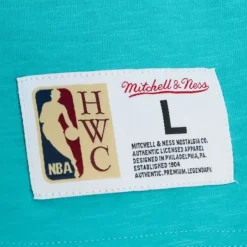 Mitchell & Ness
H
W
C
NBA
L
MITCHELL & NESS NOSTALGIA CO.
AUTHENTIC LICENSED APPAREL
DESIGNED IN PHILADELPHIA, PA.
ESTABLISHED 1904
AUTHENTIC. PREMIUM. LEGENDARY.